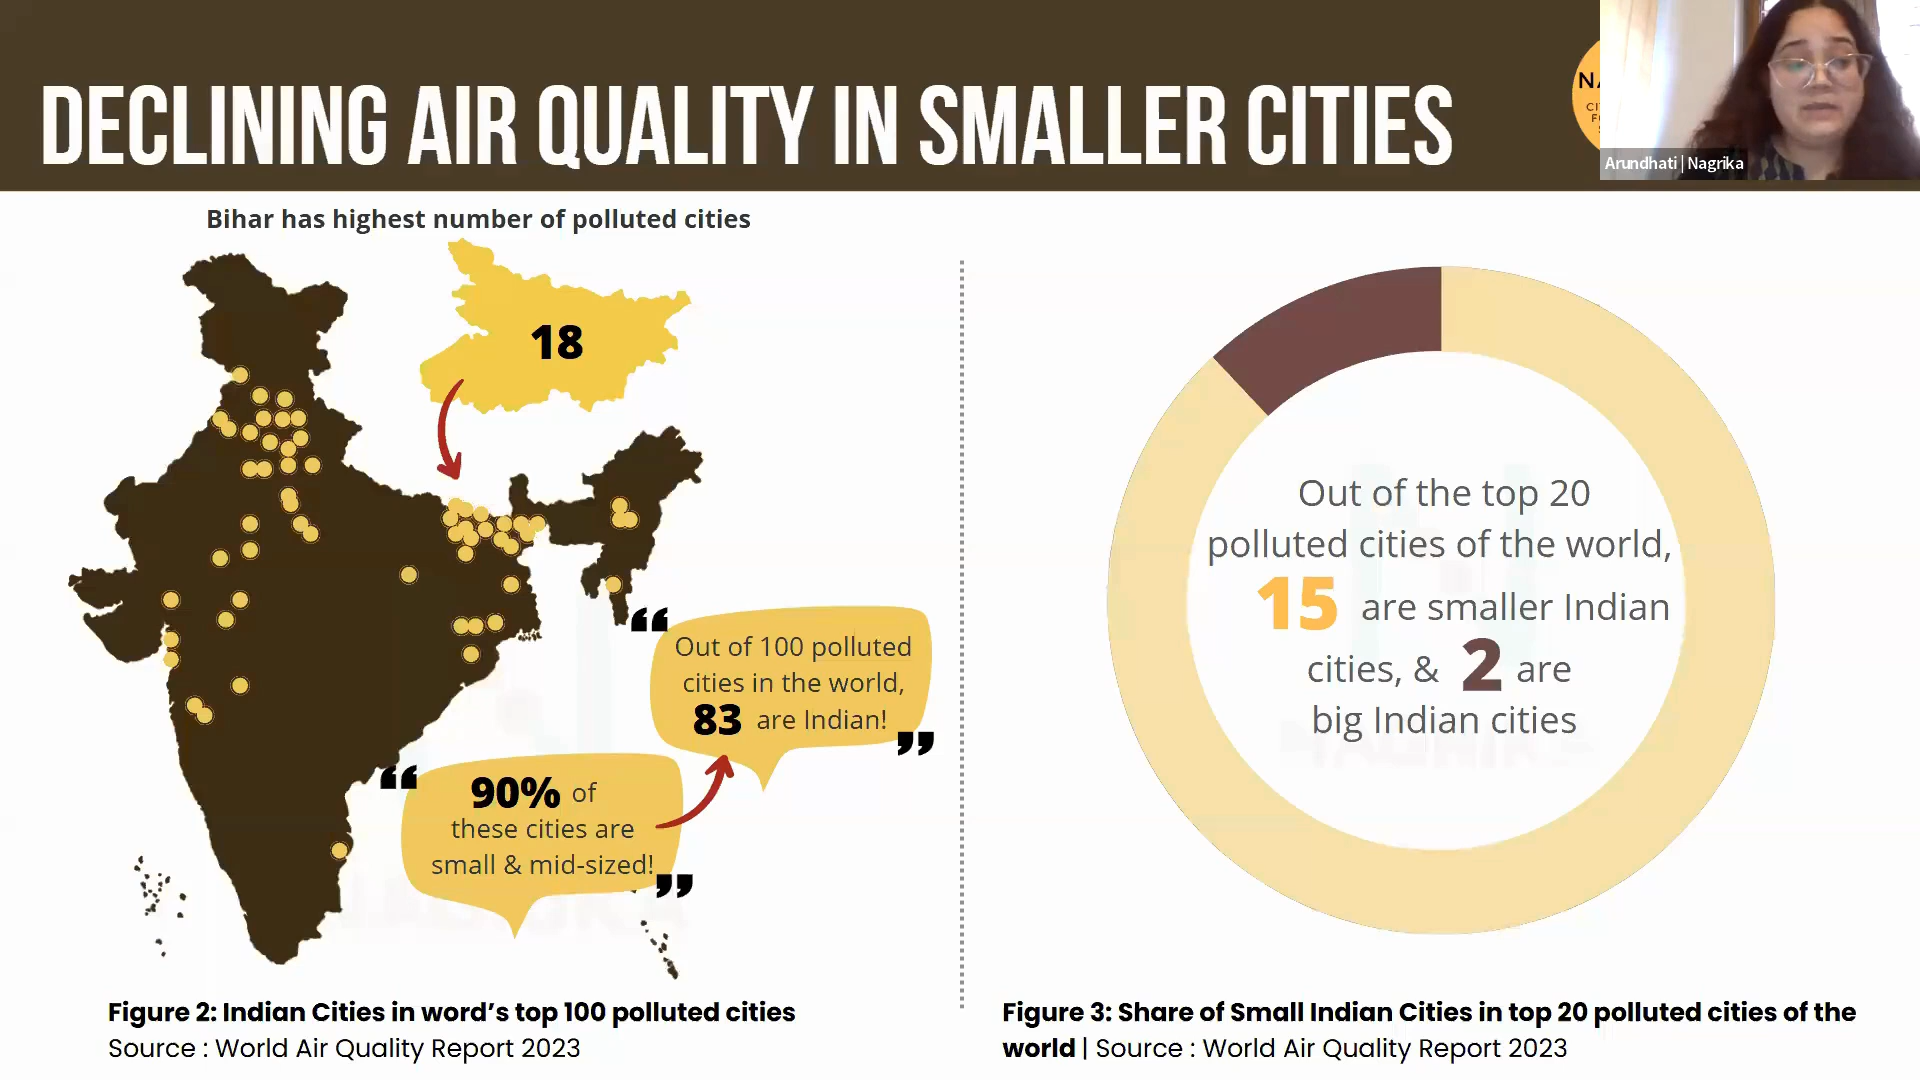 DECLINING AIR QUALITY IN SMALLER CITIES
Arundhati | Nagrika
Bihar has highest number of polluted cities
18
“ Out of 100 polluted
cities in the world,
83 are Indian! ”
“ 90% of
these cities are
small & mid-sized! ”
Figure 2: Indian Cities in word’s top 100 polluted cities
Source : World Air Quality Report 2023
Out of the top 20
polluted cities of the world,
15 are smaller Indian
cities, & 2 are
big Indian cities
Figure 3: Share of Small Indian Cities in top 20 polluted cities of the
world | Source : World Air Quality Report 2023